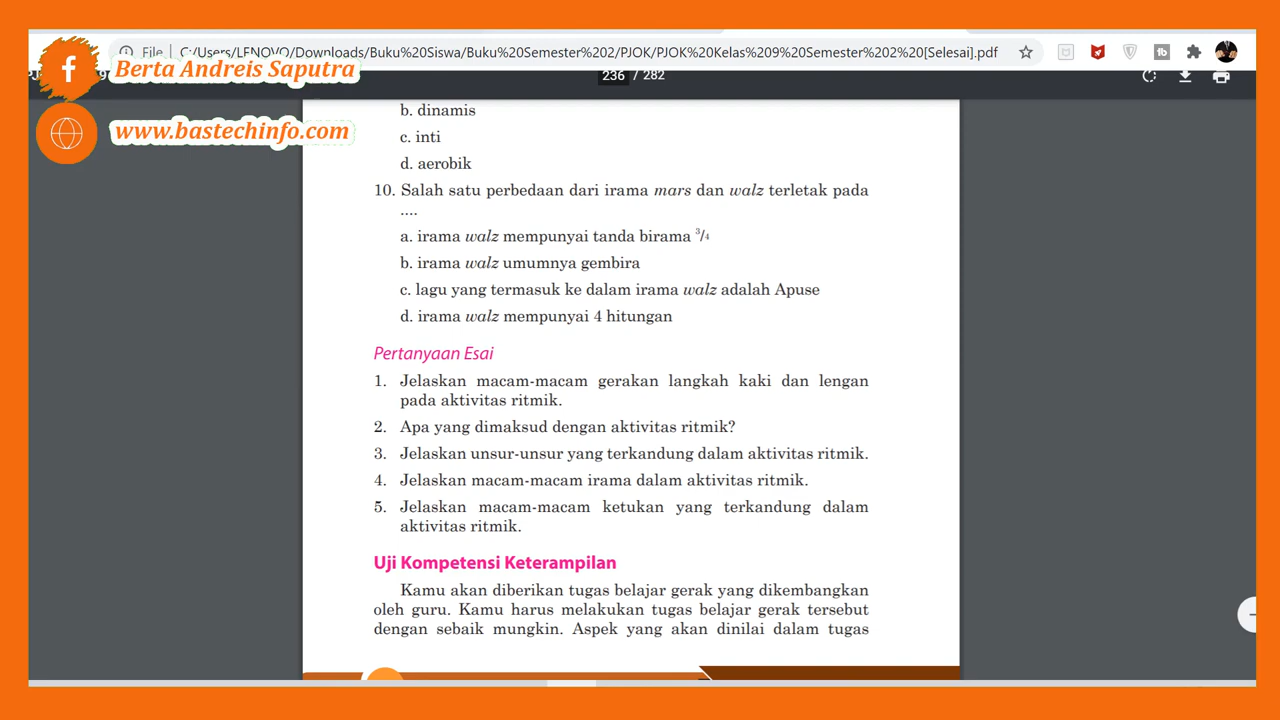 File C:/Users/LENOVO/Downloads/Buku%20Siswa/Buku%20Semester%202/PJOK/PJOK%20Kelas%209%20Semester%202%20[Selesai].pdf
Berta Andreis Saputra
236 / 282
www.bastechinfo.com
b. dinamis
c. inti
d. aerobik
10. Salah satu perbedaan dari irama mars dan walz terletak pada
....
a. irama walz mempunyai tanda birama 3/4
b. irama walz umumnya gembira
c. lagu yang termasuk ke dalam irama walz adalah Apuse
d. irama walz mempunyai 4 hitungan
Pertanyaan Esai
1. Jelaskan macam-macam gerakan langkah kaki dan lengan
pada aktivitas ritmik.
2. Apa yang dimaksud dengan aktivitas ritmik?
3. Jelaskan unsur-unsur yang terkandung dalam aktivitas ritmik.
4. Jelaskan macam-macam irama dalam aktivitas ritmik.
5. Jelaskan macam-macam ketukan yang terkandung dalam
aktivitas ritmik.
Uji Kompetensi Keterampilan
Kamu akan diberikan tugas belajar gerak yang dikembangkan
oleh guru. Kamu harus melakukan tugas belajar gerak tersebut
dengan sebaik mungkin. Aspek yang akan dinilai dalam tugas